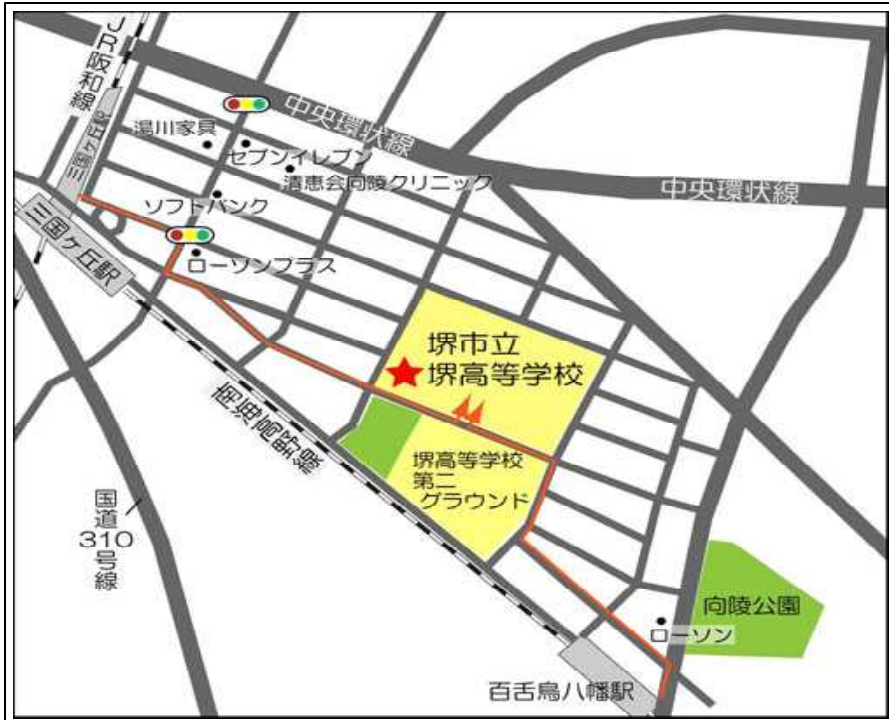 JR阪和線
三国ヶ丘駅
中央環状線
湯川家具
セブンイレブン
清恵会向陵クリニック
中央環状線
ソフトバンク
三国ヶ丘駅
ローソンプラス
堺市立
堺高等学校
南海高野線
堺高等学校
第二
グラウンド
国道
310
号線
向陵公園
ローソン
百舌鳥八幡駅